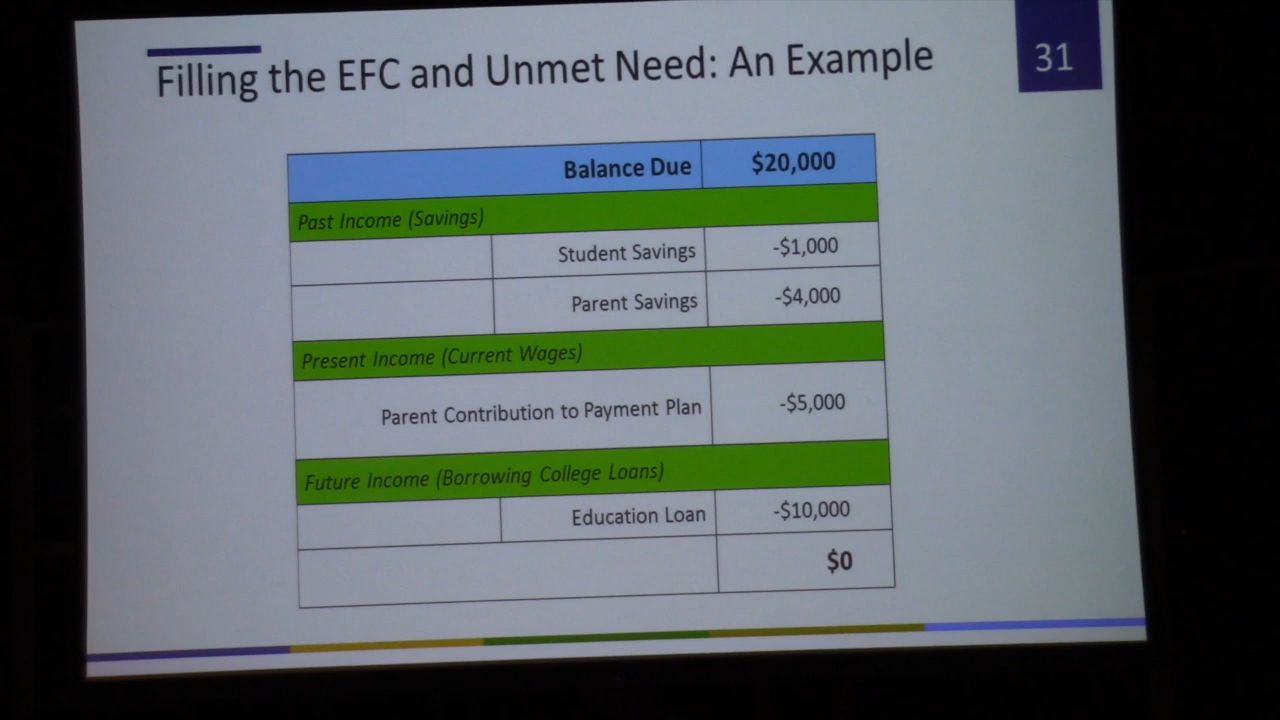 Filling the EFC and Unmet Need: An Example
31
Balance Due $20,000
Past Income (Savings)
Student Savings -$1,000
Parent Savings -$4,000
Present Income (Current Wages)
Parent Contribution to Payment Plan -$5,000
Future Income (Borrowing College Loans)
Education Loan -$10,000
$0